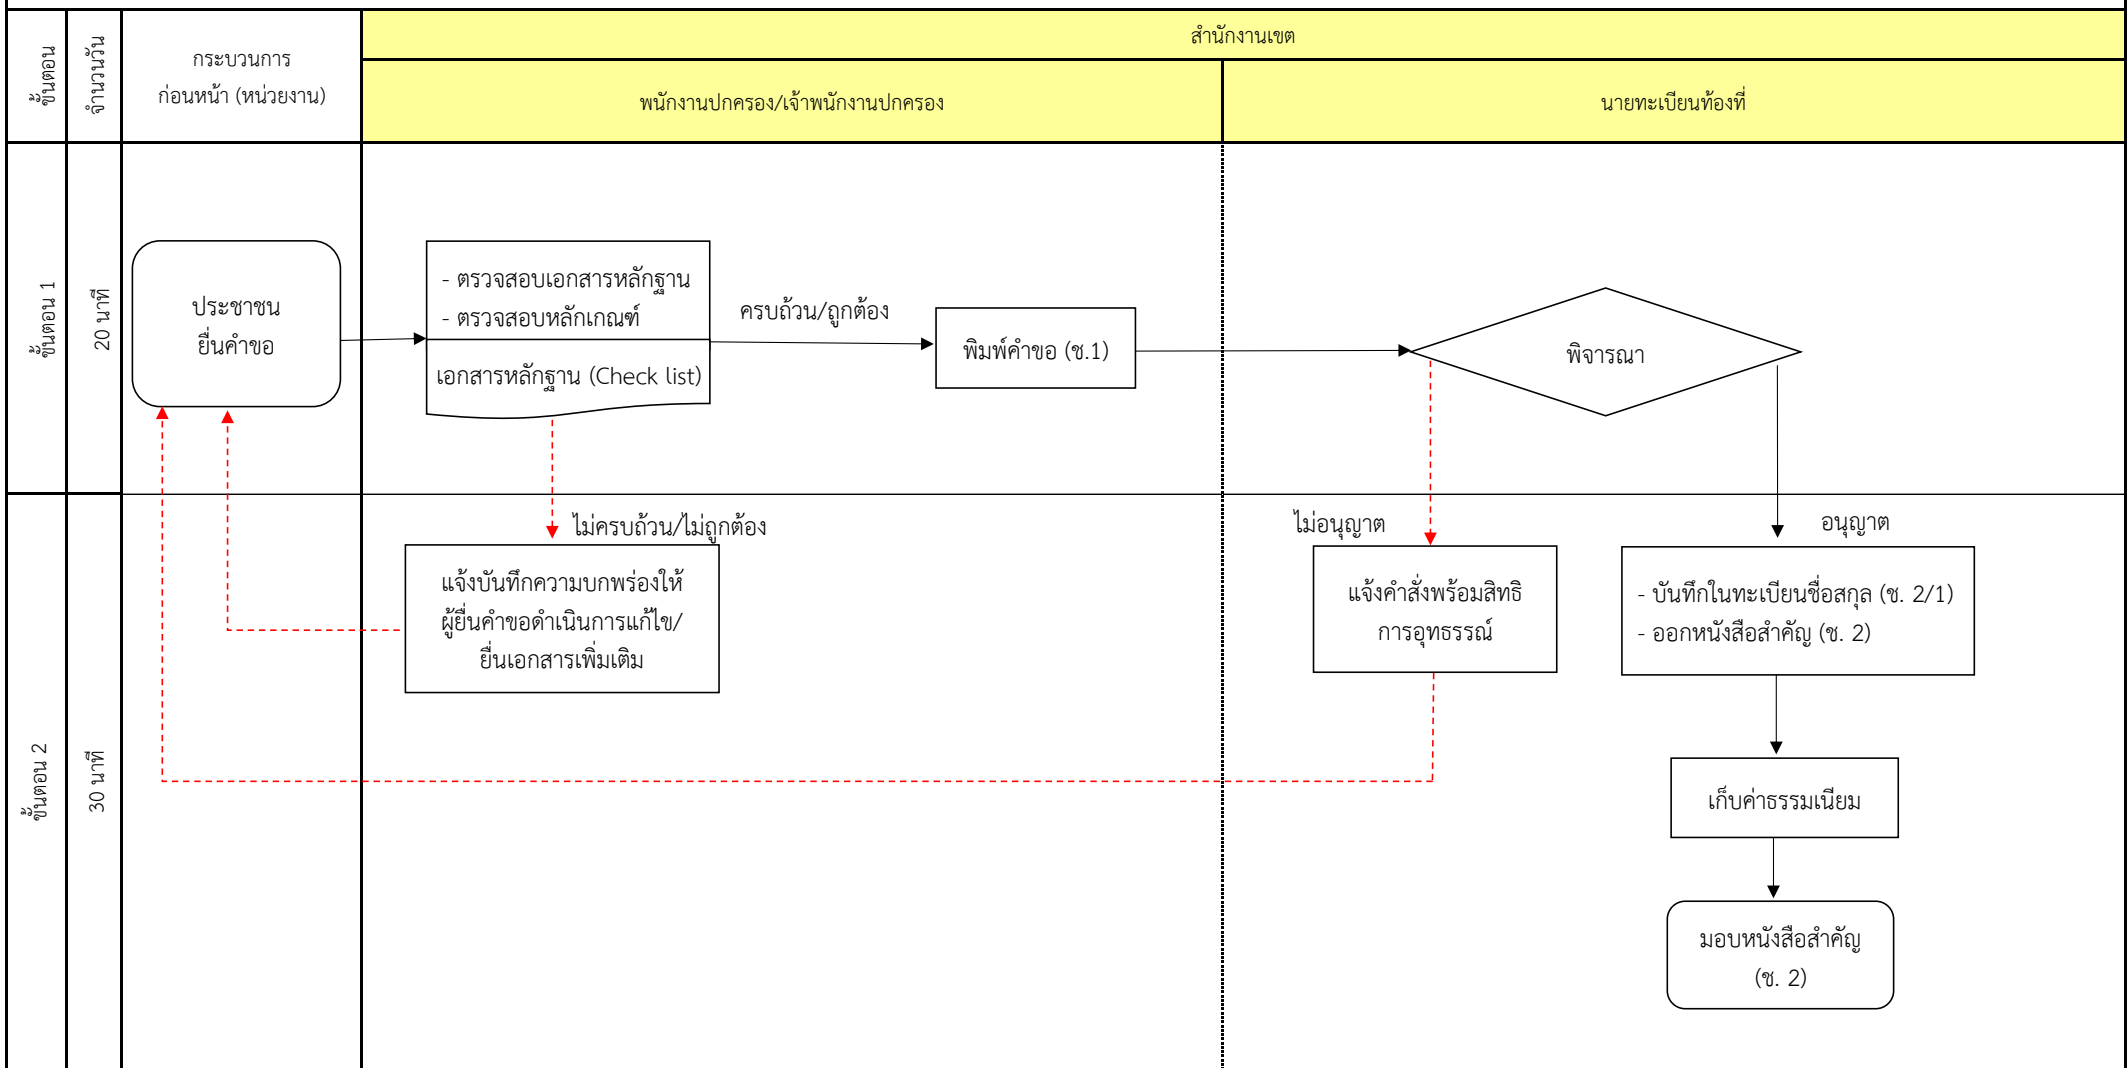 ขั้นตอน
จำนวนวัน
กระบวนการ
ก่อนหน้า (หน่วยงาน)
สำนักงานเขต
พนักงานปกครอง/เจ้าพนักงานปกครอง
นายทะเบียนท้องที่
ขั้นตอน 1
20 นาที
ประชาชน
ยื่นคำขอ
- ตรวจสอบเอกสารหลักฐาน
- ตรวจสอบหลักเกณฑ์
เอกสารหลักฐาน (Check list)
ครบถ้วน/ถูกต้อง
พิมพ์คำขอ (ช.1)
พิจารณา
ขั้นตอน 2
30 นาที
ไม่ครบถ้วน/ไม่ถูกต้อง
แจ้งบันทึกความบกพร่องให้
ผู้ยื่นคำขอดำเนินการแก้ไข/
ยื่นเอกสารเพิ่มเติม
ไม่อนุญาต
แจ้งคำสั่งพร้อมสิทธิ
การอุทธรรณ์
อนุญาต
- บันทึกในทะเบียนชื่อสกุล (ช. 2/1)
- ออกหนังสือสำคัญ (ช. 2)
เก็บค่าธรรมเนียม
มอบหนังสือสำคัญ
(ช. 2)